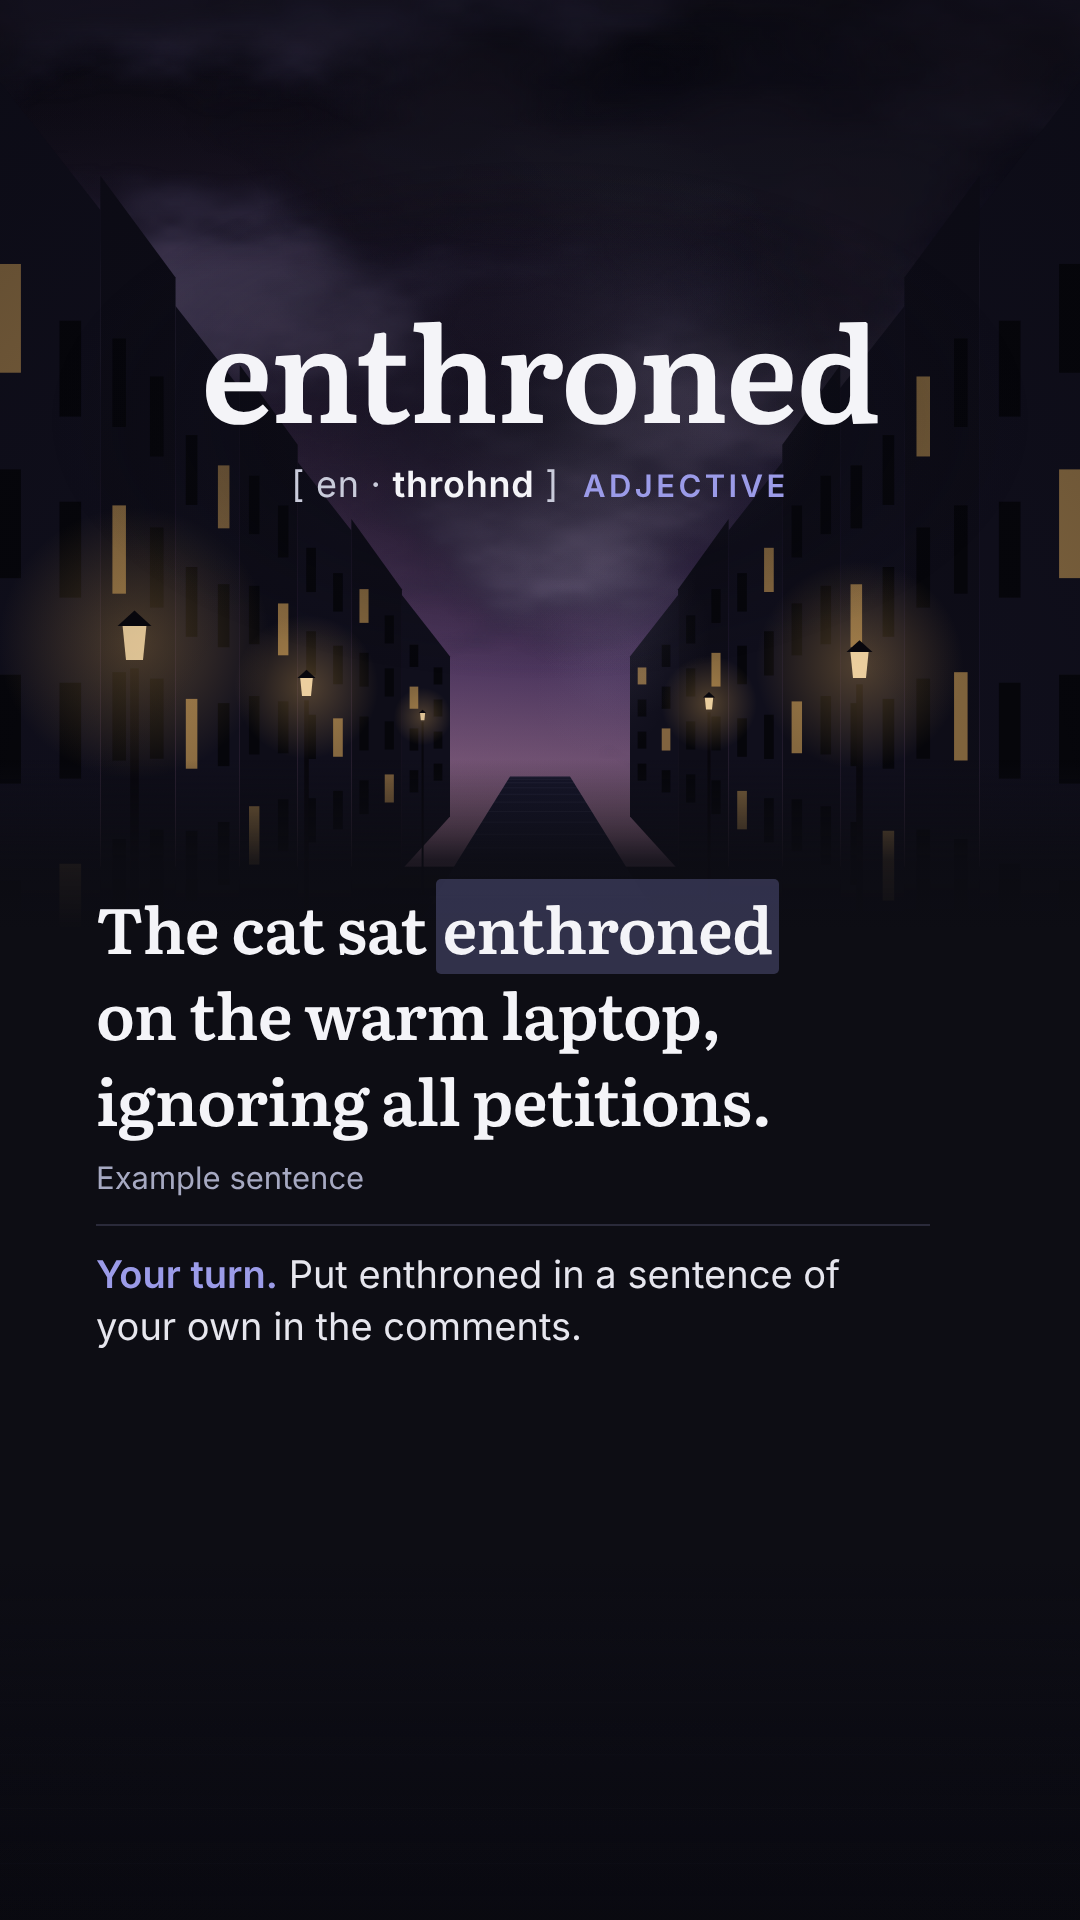 enthroned
[ en · throhnd ] ADJECTIVE
The cat sat enthroned
on the warm laptop,
ignoring all petitions.
Example sentence
Your turn. Put enthroned in a sentence of
your own in the comments.